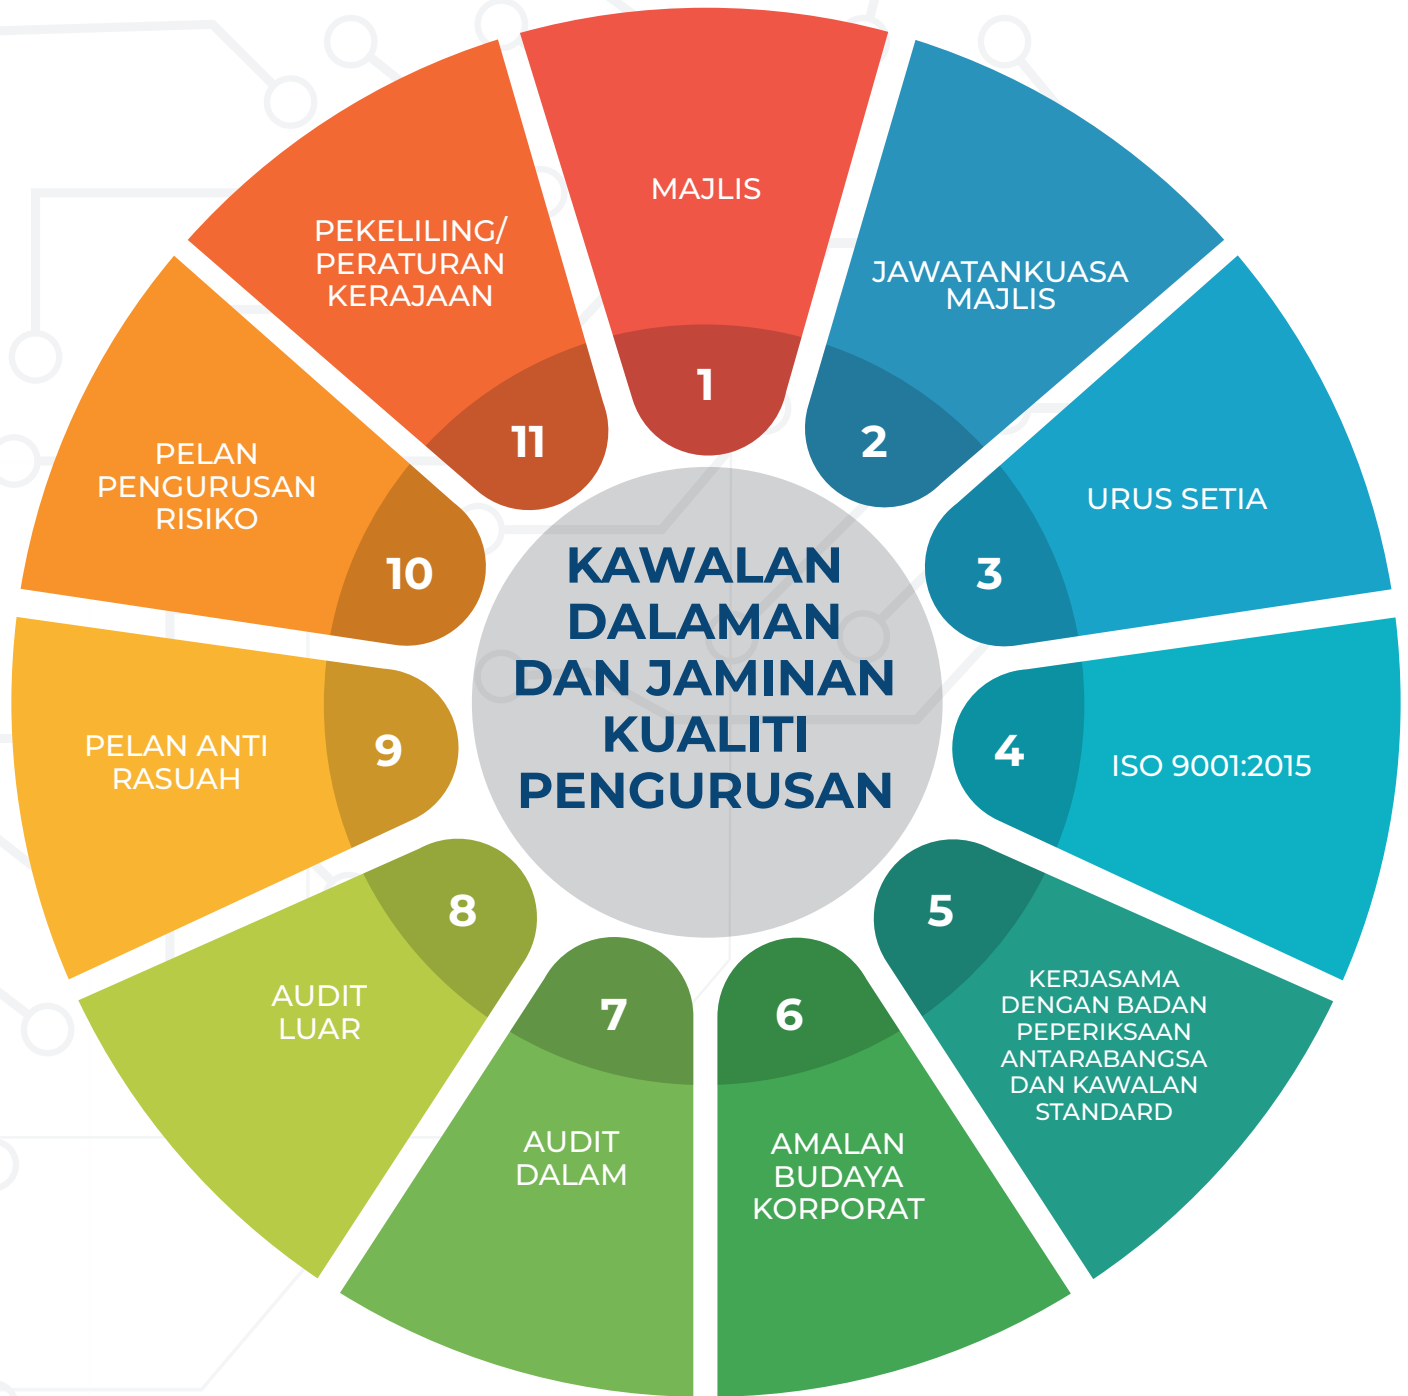 KAWALAN
DALAMAN
DAN JAMINAN
KUALITI
PENGURUSAN
1
MAJLIS
2
JAWATANKUASA
MAJLIS
3
URUS SETIA
4
ISO 9001:2015
5
KERJASAMA
DENGAN BADAN
PEPERIKSAAN
ANTARABANGSA
DAN KAWALAN
STANDARD
6
AMALAN
BUDAYA
KORPORAT
7
AUDIT
DALAM
8
AUDIT
LUAR
9
PELAN ANTI
RASUAH
10
PELAN
PENGURUSAN
RISIKO
11
PEKELILING/
PERATURAN
KERAJAAN